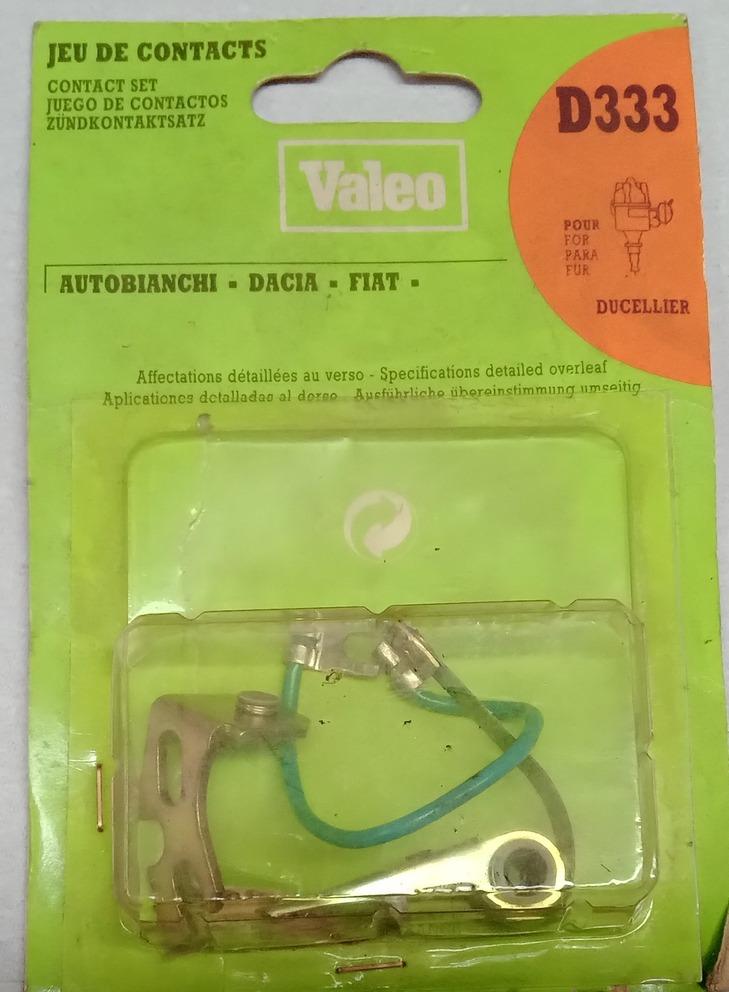 JEU DE CONTACTS
CONTACT SET
JUEGO DE CONTACTOS
ZÜNDKONTAKTSATZ
Valeo
D333
POUR
FOR
PARA
FÜR
DUCELLIER
AUTOBIANCHI - DACIA - FIAT -
Affectations détaillées au verso - Specifications detailed overleaf
Aplicationes detalladas al dorso - Ausführliche übereinstimmung umseitig